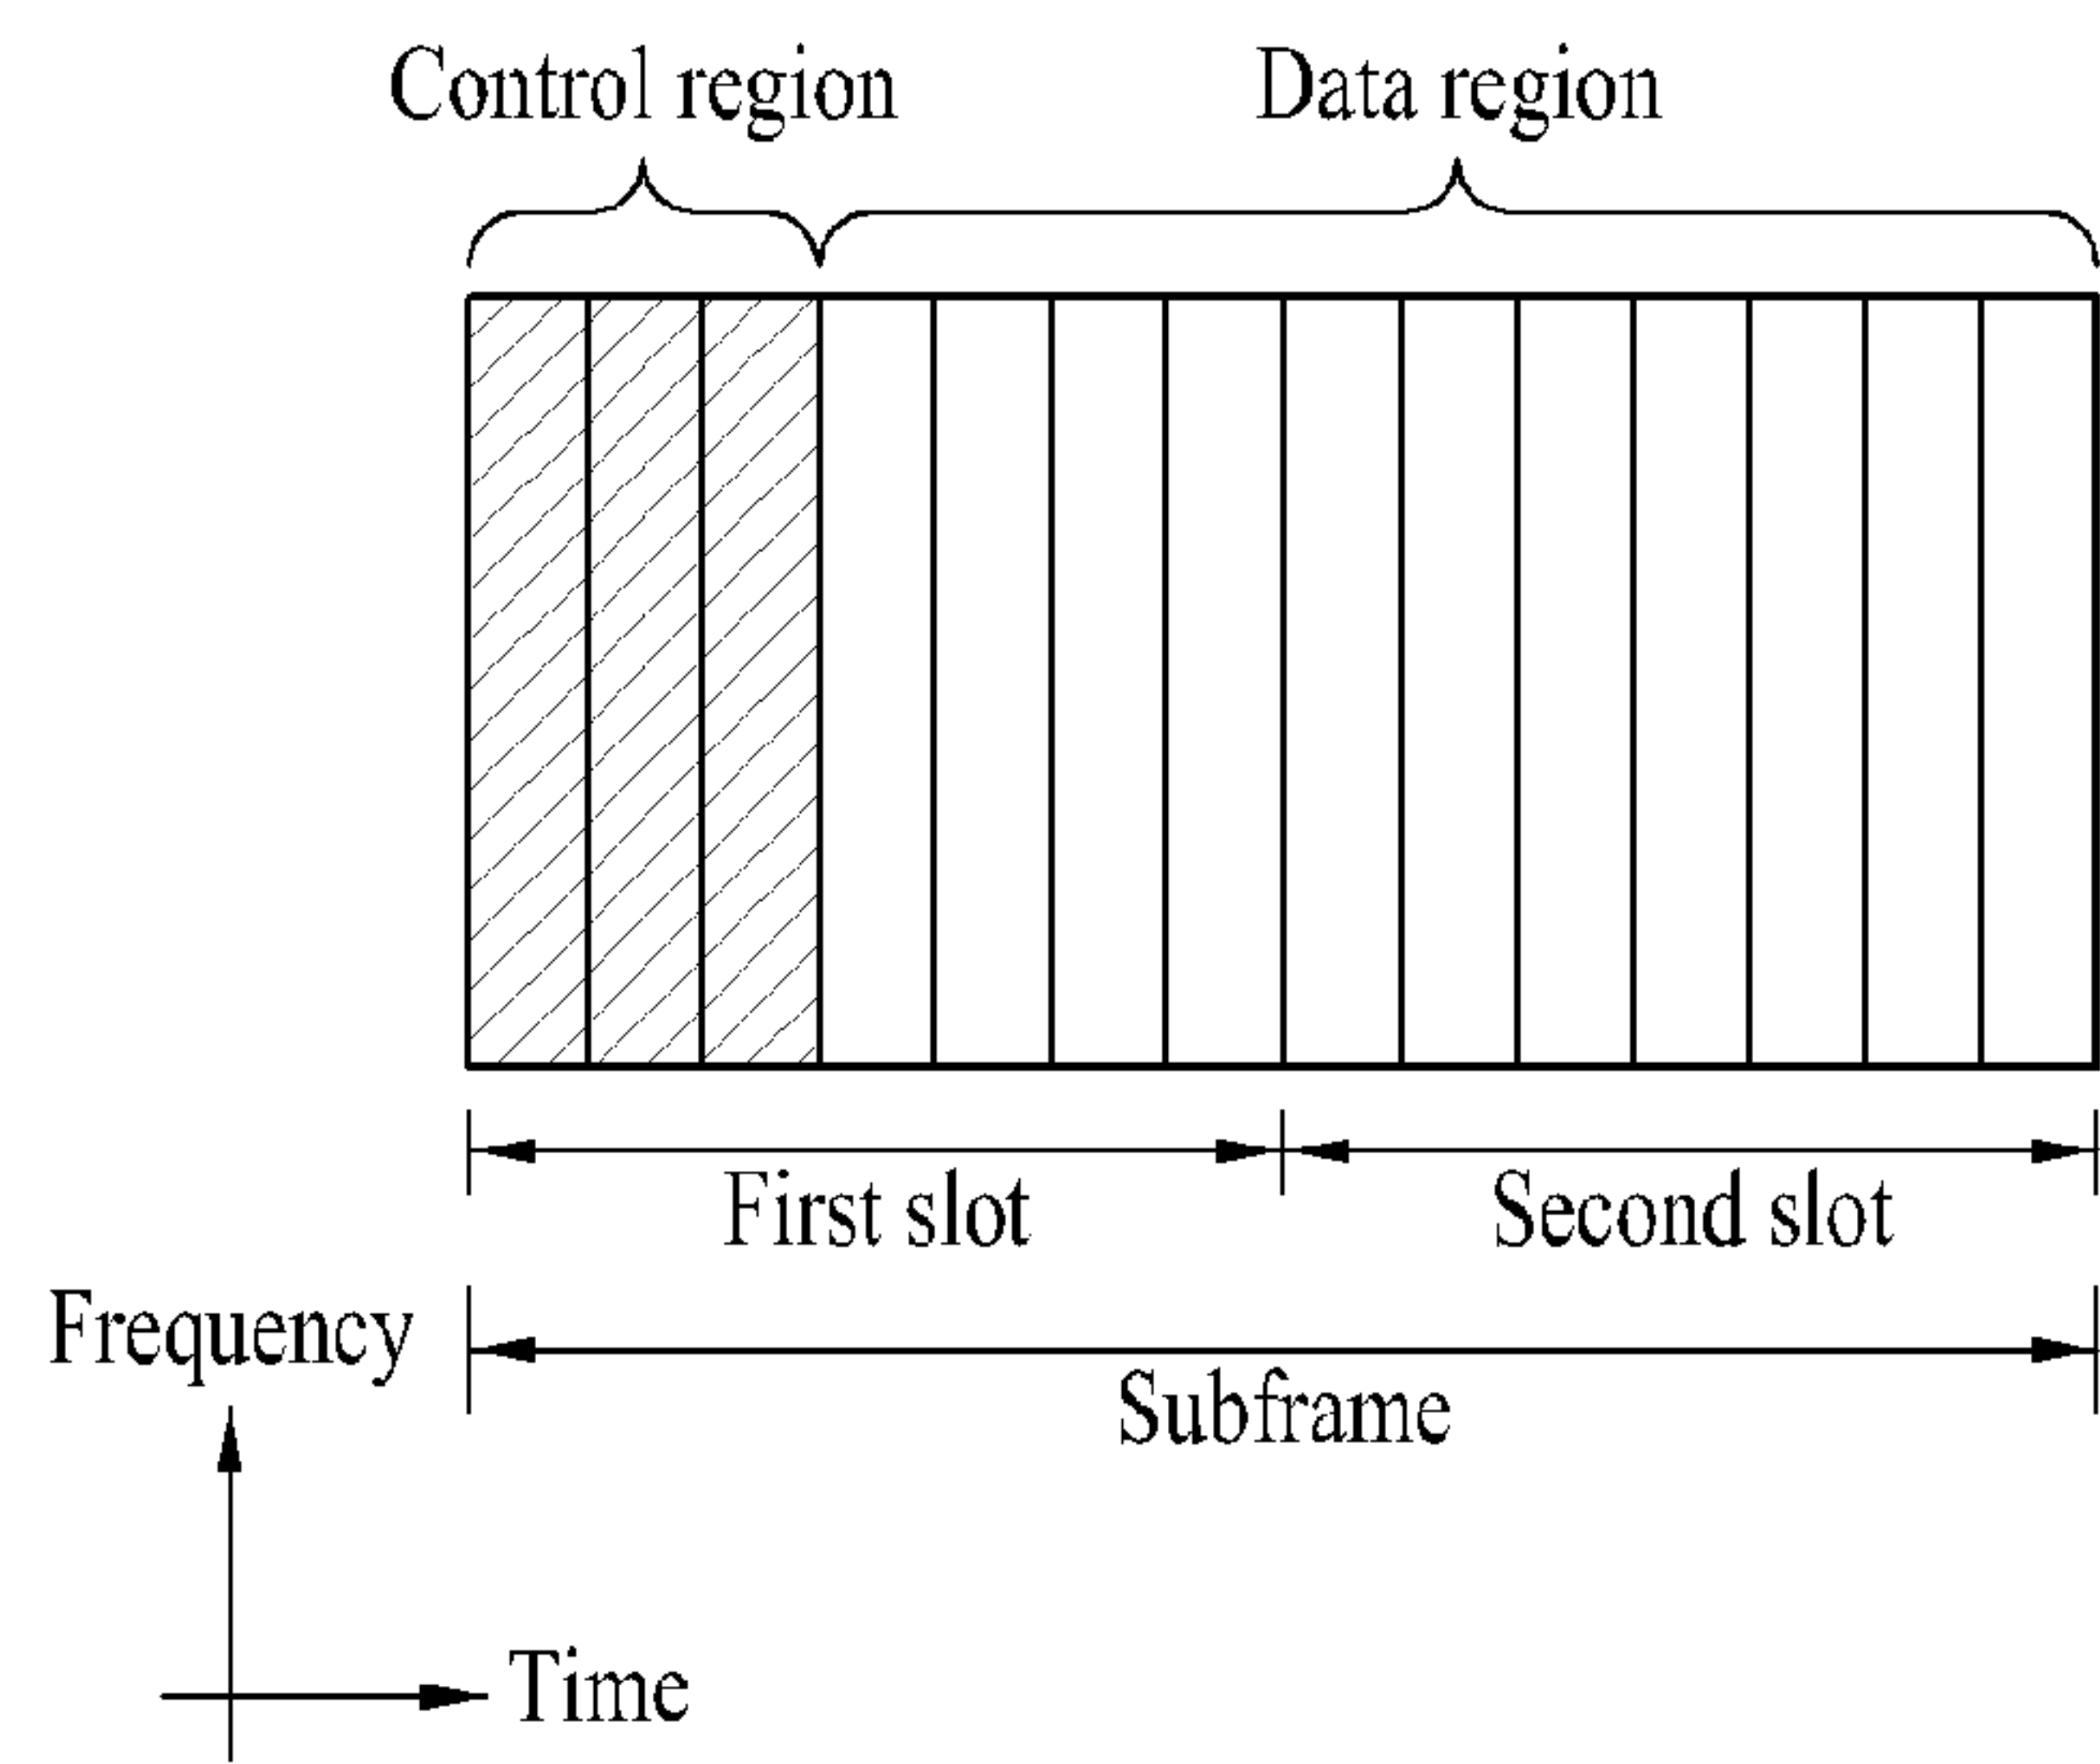 Control region
Data region
First slot
Second slot
Subframe
Frequency
Time